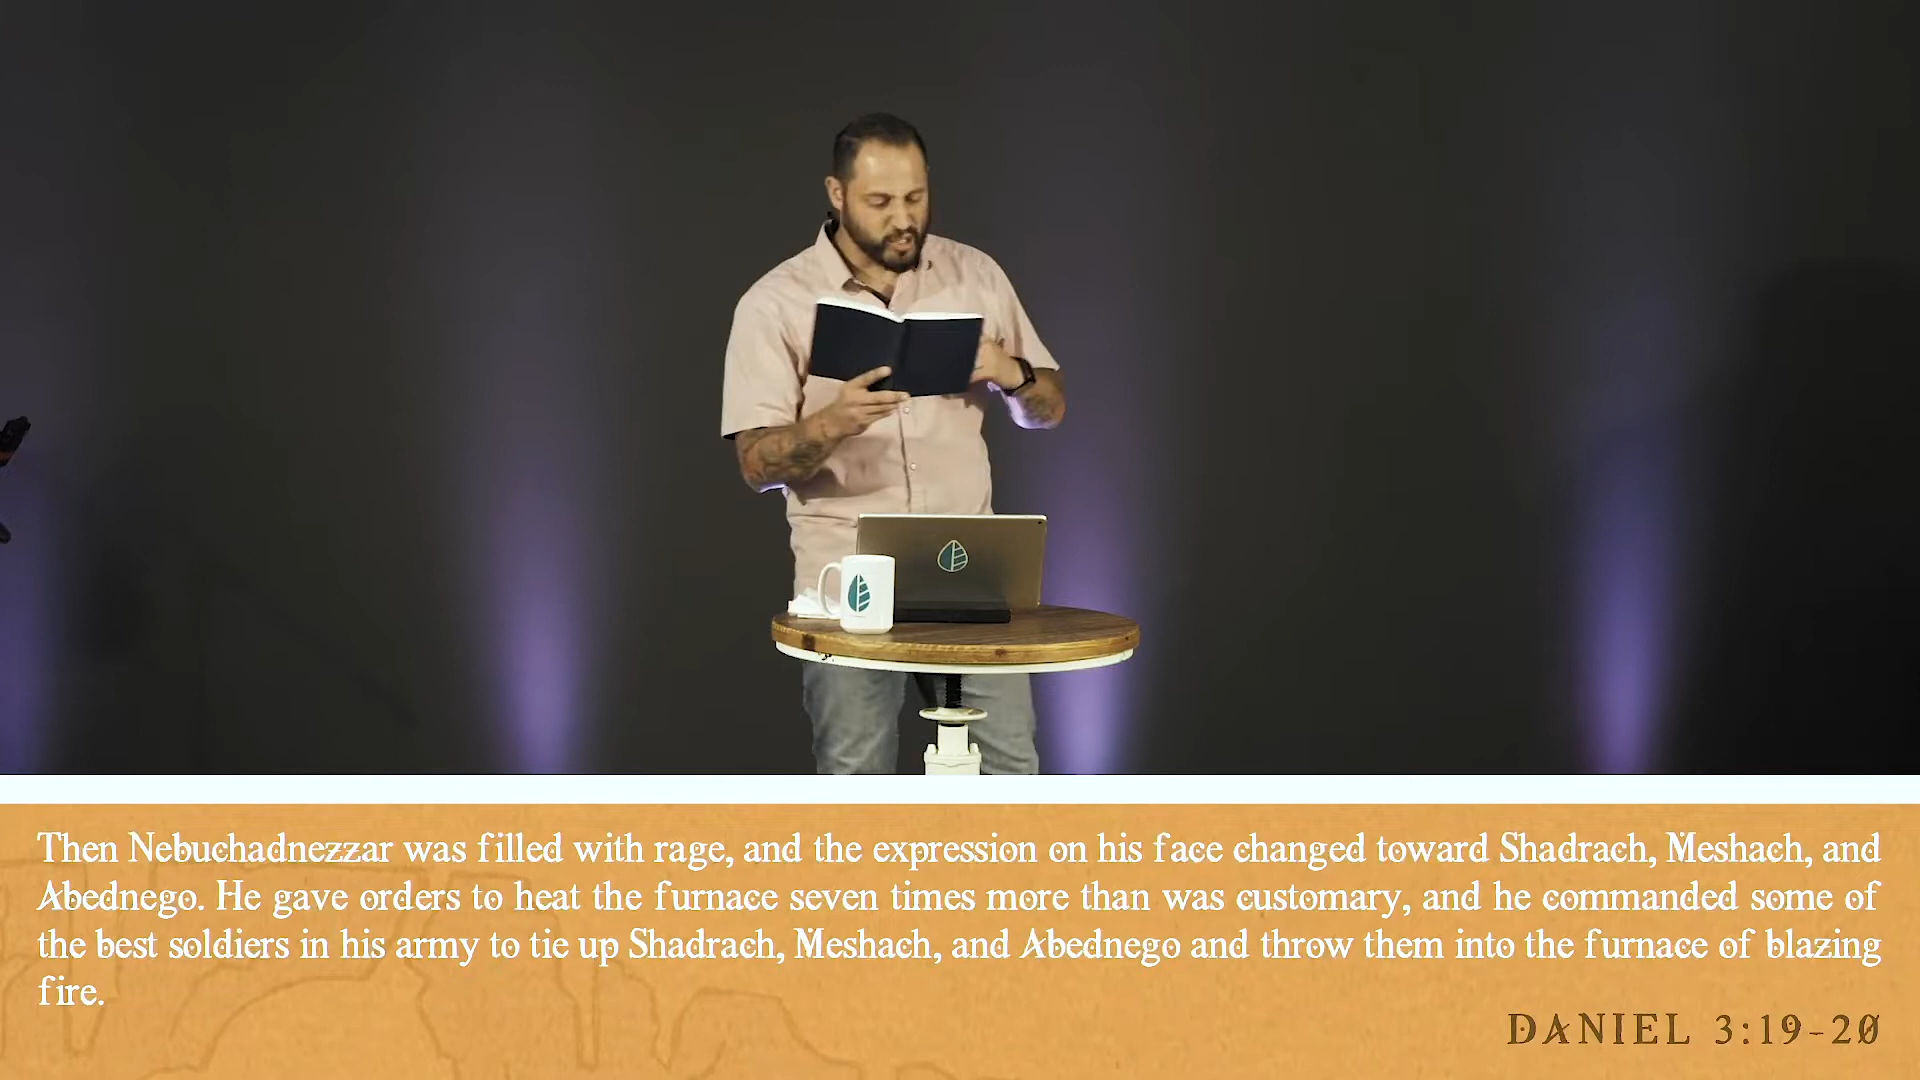 Then Nebuchadnezzar was filled with rage, and the expression on his face changed toward Shadrach, Meshach, and
Abednego. He gave orders to heat the furnace seven times more than was customary, and he commanded some of
the best soldiers in his army to tie up Shadrach, Meshach, and Abednego and throw them into the furnace of blazing
fire.
DANIEL 3:19-20